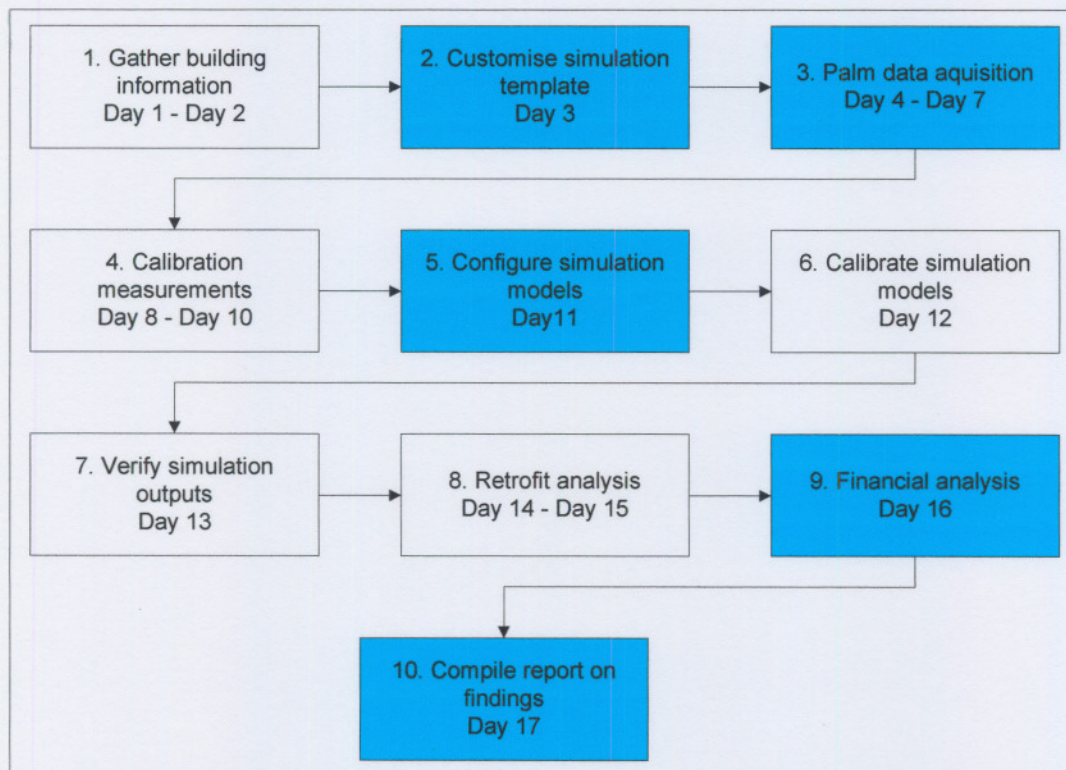 1. Gather building
information
Day 1 - Day 2
2. Customise simulation
template
Day 3
3. Palm data aquisition
Day 4 - Day 7
4. Calibration
measurements
Day 8 - Day 10
5. Configure simulation
models
Day11
6. Calibrate simulation
models
Day 12
7. Verify simulation
outputs
Day 13
8. Retrofit analysis
Day 14 - Day 15
9. Financial analysis
Day 16
10. Compile report on
findings
Day 17